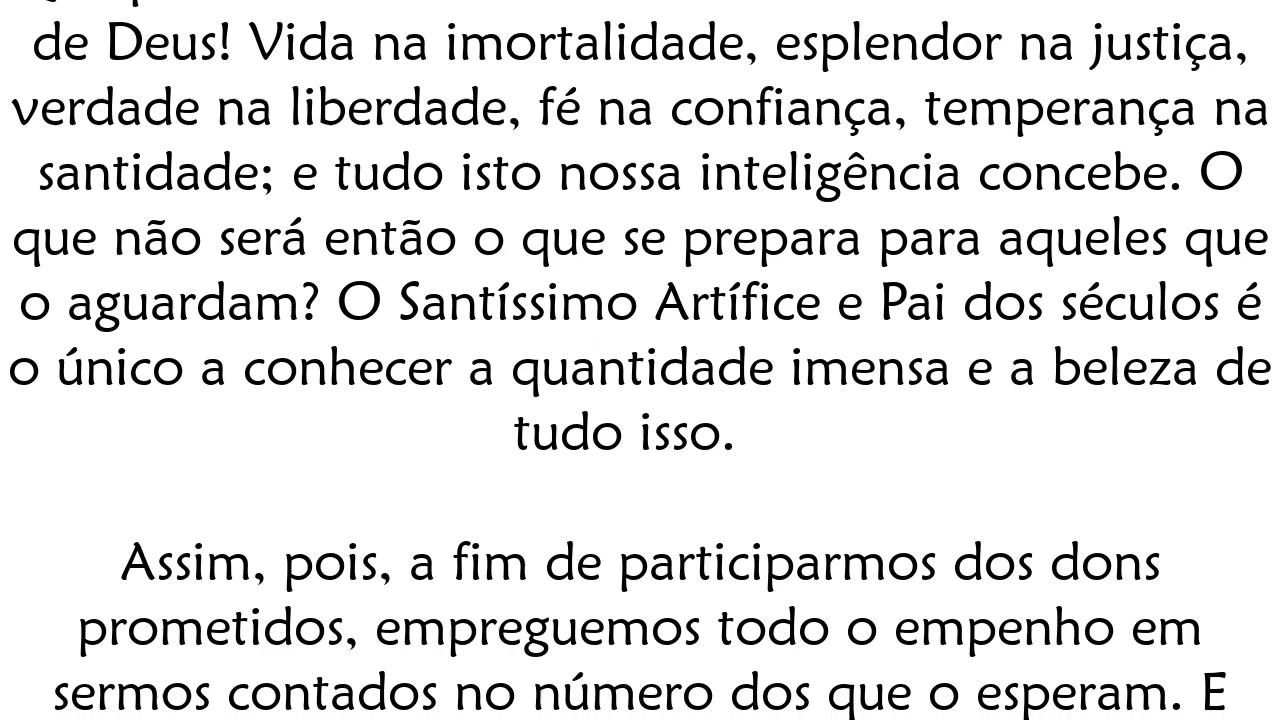 de Deus! Vida na imortalidade, esplendor na justiça,
verdade na liberdade, fé na confiança, temperança na
santidade; e tudo isto nossa inteligência concebe. O
que não será então o que se prepara para aqueles que
o aguardam? O Santíssimo Artífice e Pai dos séculos é
o único a conhecer a quantidade imensa e a beleza de
tudo isso.
Assim, pois, a fim de participarmos dos dons
prometidos, empreguemos todo o empenho em
sermos contados no número dos que o esperam. E